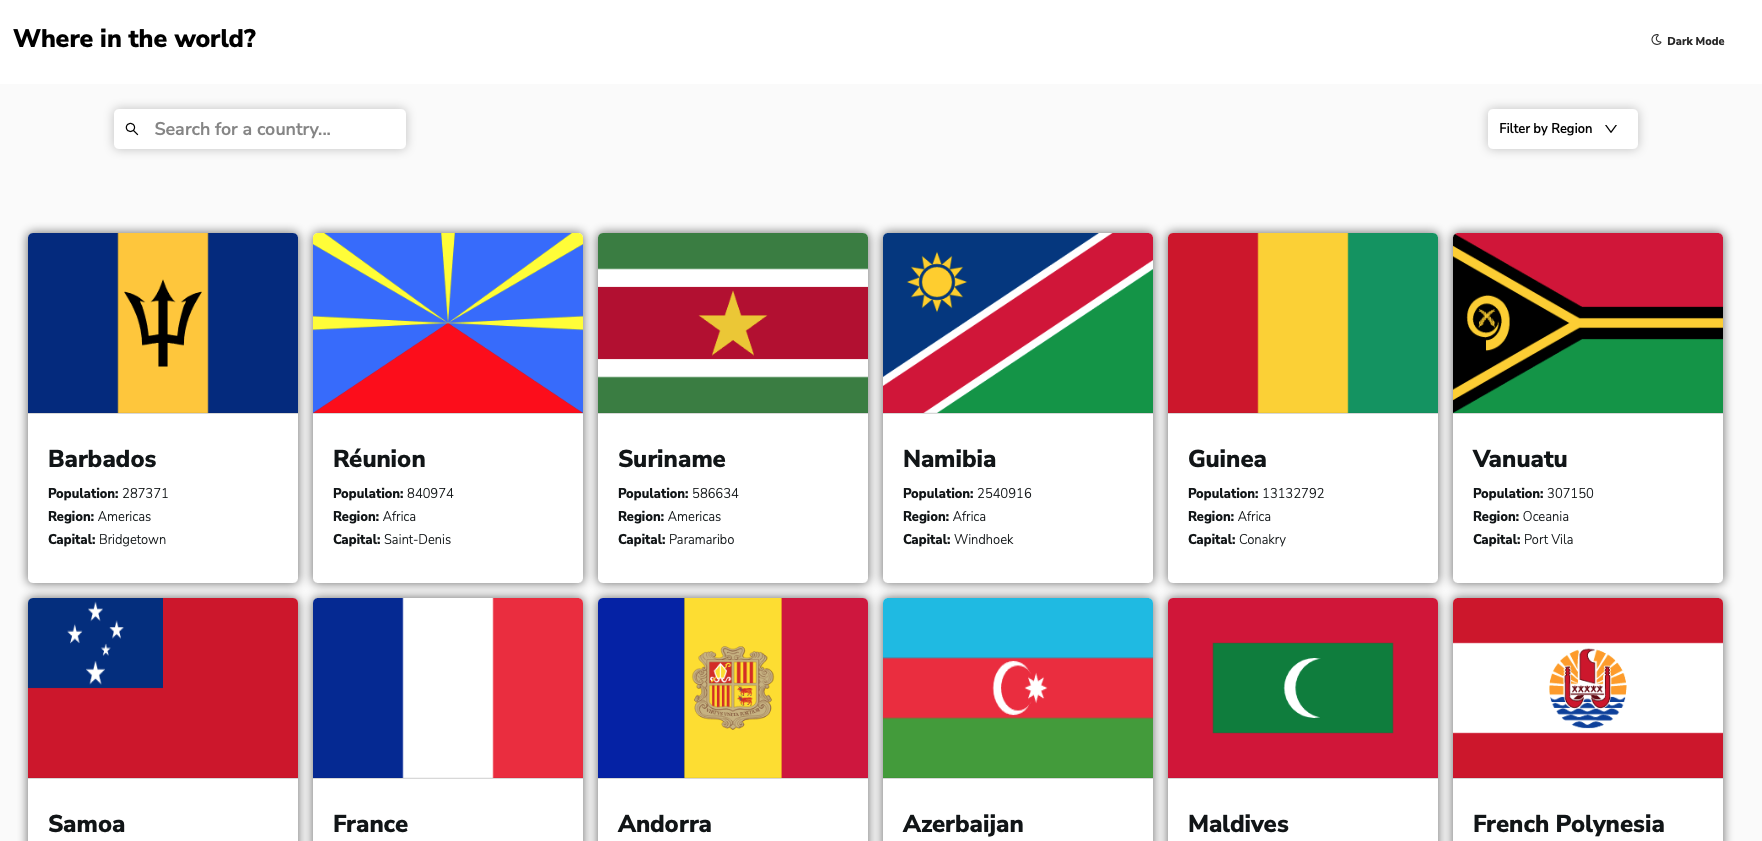 Where in the world?
Dark Mode
Search for a country...
Filter by Region
Barbados
Population: 287371
Region: Americas
Capital: Bridgetown
Réunion
Population: 840974
Region: Africa
Capital: Saint-Denis
Suriname
Population: 586634
Region: Americas
Capital: Paramaribo
Namibia
Population: 2540916
Region: Africa
Capital: Windhoek
Guinea
Population: 13132792
Region: Africa
Capital: Conakry
Vanuatu
Population: 307150
Region: Oceania
Capital: Port Vila
Samoa
France
Andorra
Azerbaijan
Maldives
French Polynesia